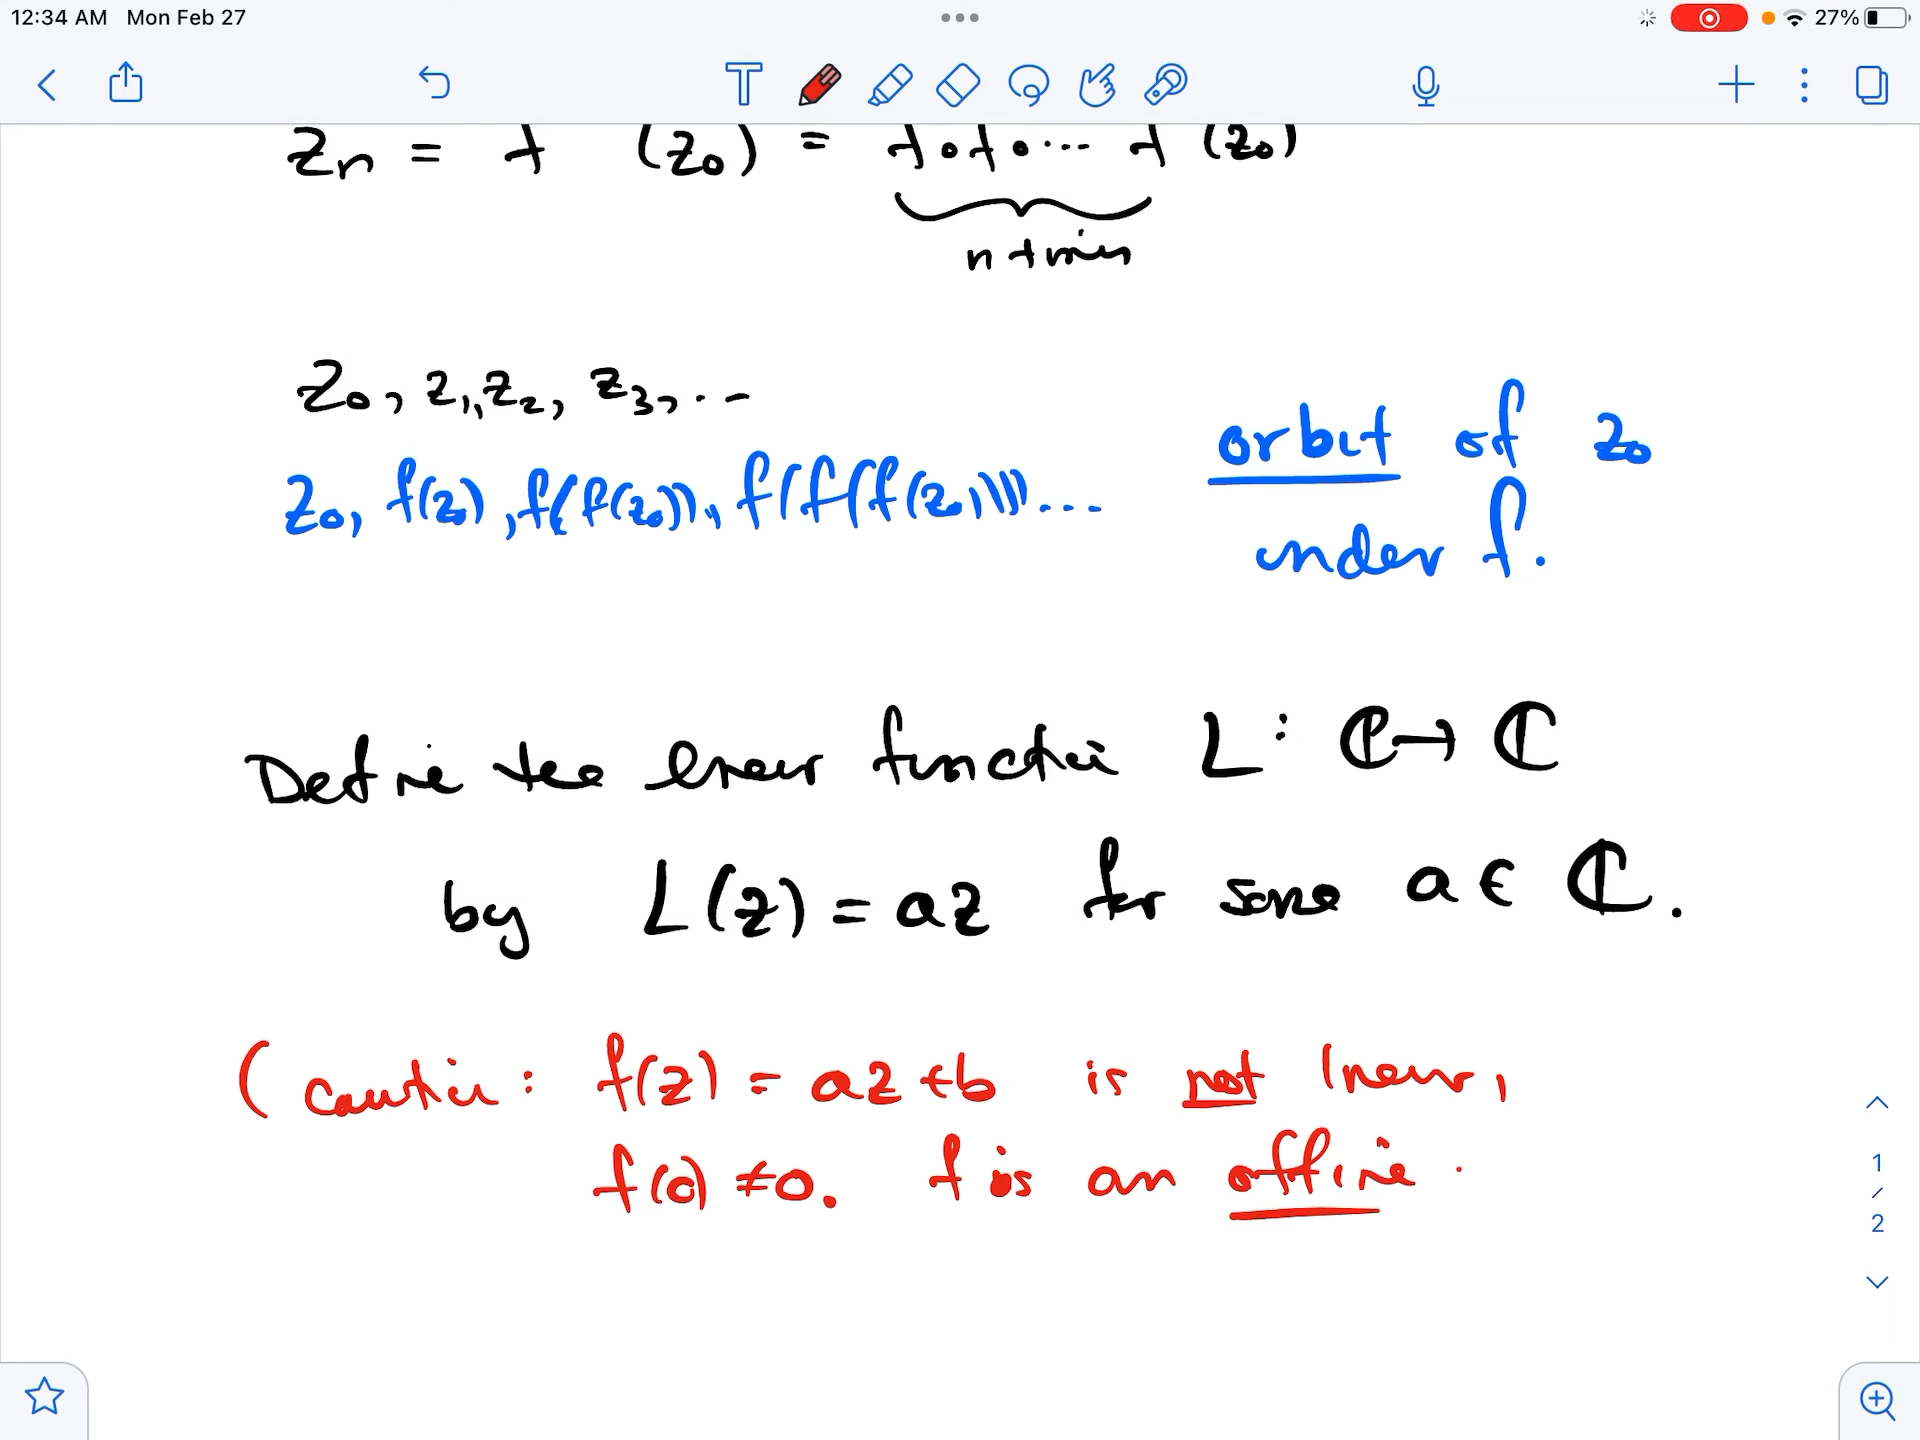 12:34 AM Mon Feb 27
27%
zn = f (z0) = f∘f∘... f (z0)
n times
z0, z1, z2, z3, ...
z0, f(z0), f(f(z0)), f(f(f(z0))))...
orbit of z0
under f.
Define the linear function L: ℂ→ℂ
by L(z) = az for some a ∈ ℂ.
(caution: f(z) = az+b is not linear,
f(0) ≠ 0. f is an affine.
1
/
2